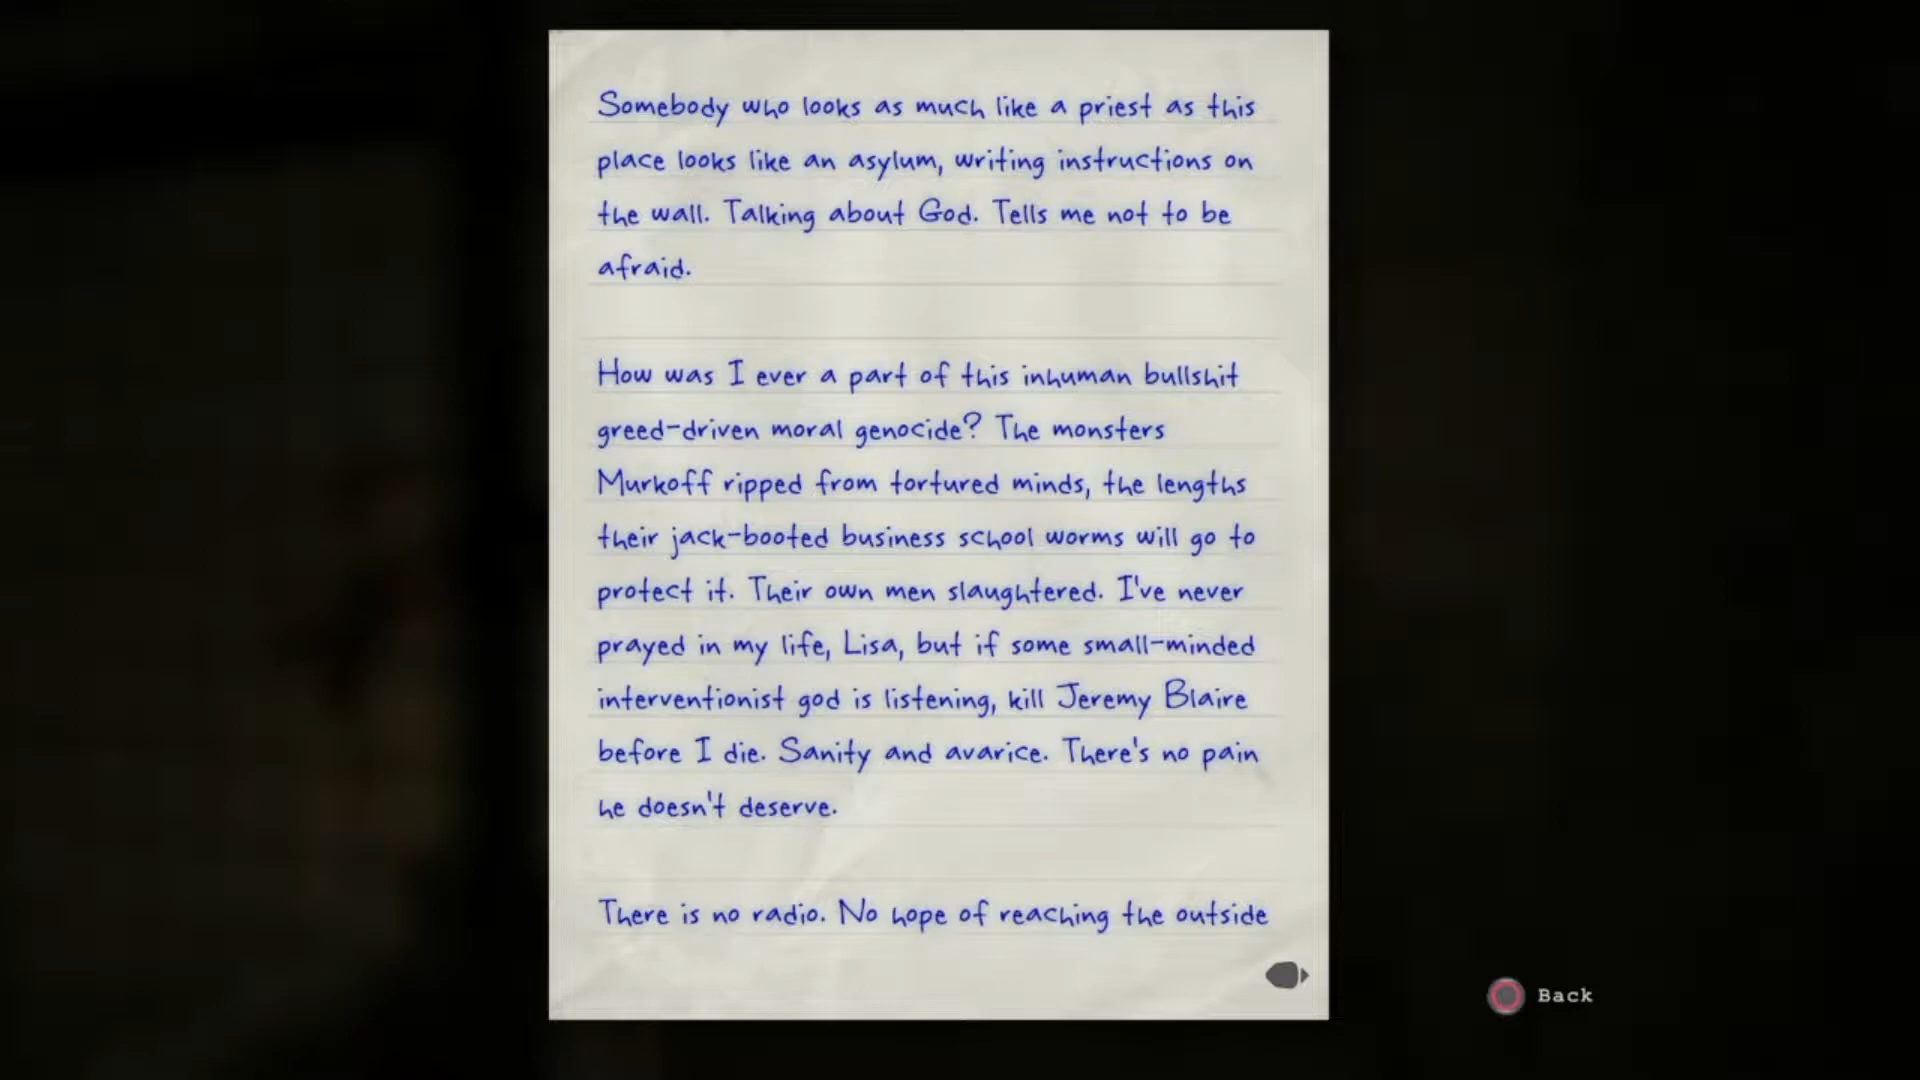 Somebody who looks as much like a priest as this
place looks like an asylum, writing instructions on
the wall. Talking about God. Tells me not to be
afraid.
How was I ever a part of this inhuman bullshit
greed-driven moral genocide? The monsters
Murkoff ripped from tortured minds, the lengths
their jack-booted business school worms will go to
protect it. Their own men slaughtered. I've never
prayed in my life, Lisa, but if some small-minded
interventionist god is listening, kill Jeremy Blaire
before I die. Sanity and avarice. There's no pain
he doesn't deserve.
There is no radio. No hope of reaching the outside
Back